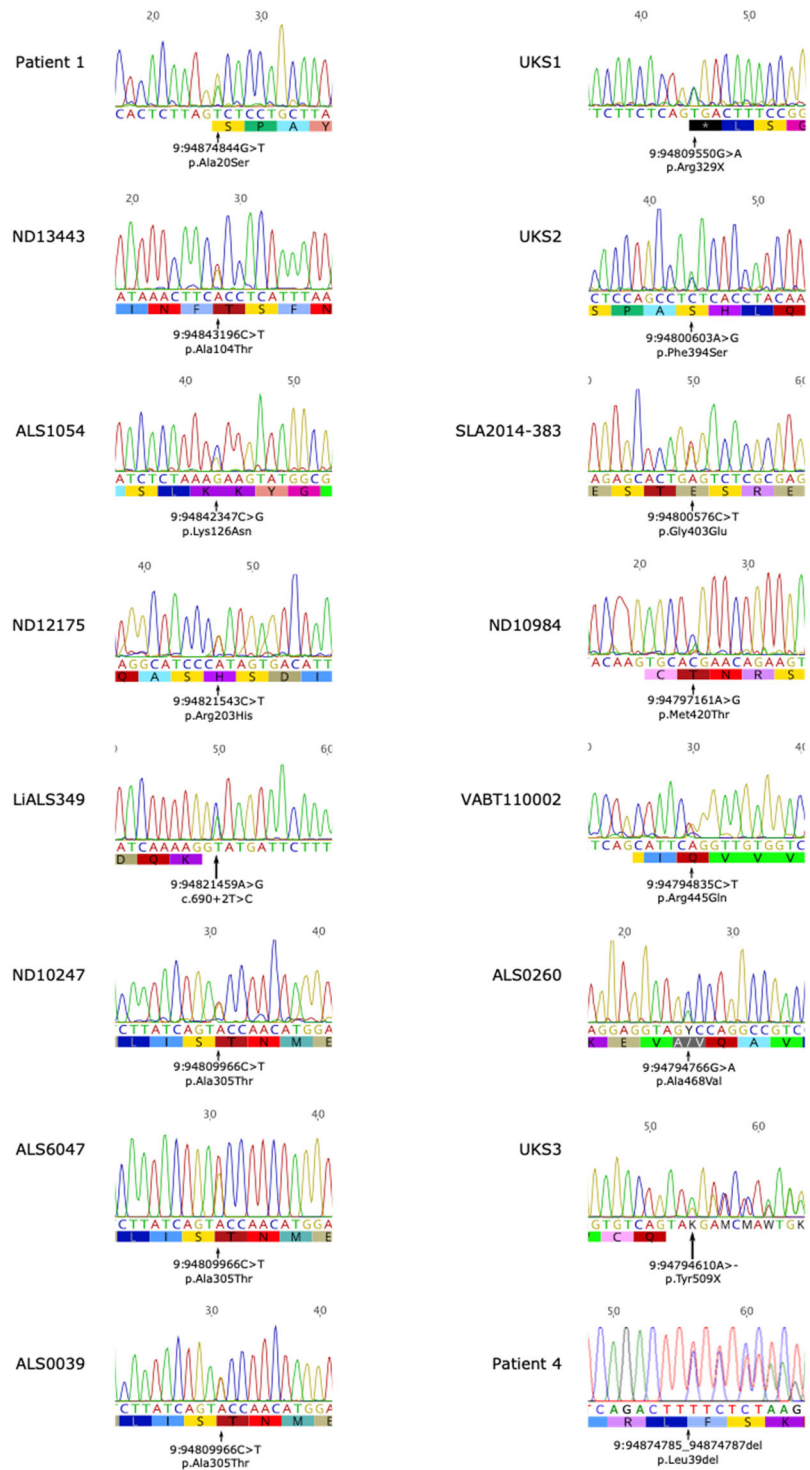 20 30
Patient 1
CACTCTTAGTCTCCTGCTTA
S P A Y
9:94874844G>T
p.Ala20Ser
20 30
ND13443
ATAAACTTCACCTCATTTAA
I N F T S F N
9:94843196C>T
p.Ala104Thr
40 50
ALS1054
ATCTCTAAAGAAGTATGGCG
S L K K Y G
9:94842347C>G
p.Lys126Asn
40 50
ND12175
AGGCATCCCATAGTGACATT
Q A S H S D I
9:94821543C>T
p.Arg203His
50 60
LiALS349
ATCAAAAGGTATGATTCTTT
D Q K
9:94821459A>G
c.690+2T>C
30 40
ND10247
CTTATCAGTACCAACATGGA
L I S T N M E
9:94809966C>T
p.Ala305Thr
30 40
ALS6047
CTTATCAGTACCAACATGGA
L I S T N M E
9:94809966C>T
p.Ala305Thr
30 40
ALS0039
CTTATCAGTACCAACATGGA
L I S T N M E
9:94809966C>T
p.Ala305Thr
40 50
UKS1
TCTTCTCAGTGACTTTCCGG
* L S G
9:94809550G>A
p.Arg329X
40 50
UKS2
CTCCAGCCTCTCACCTACAA
S P A S H L Q
9:94800603A>G
p.Phe394Ser
50 60
SLA2014-383
AGAGCACTGAGTCTCGCGAG
E S T E S R E
9:94800576C>T
p.Gly403Glu
20 30
ND10984
ACAAGTGCACGAACAGAAGT
C T N R S
9:94797161A>G
p.Met420Thr
30 40
VABT110002
TCAGCATTCAGGTTGTGGTC
I Q V V V
9:94794835C>T
p.Arg445Gln
20 30
ALS0260
AGGAGGTAGYCCAGGCCGTC
K E V A/V Q A V
9:94794766G>A
p.Ala468Val
50 60
UKS3
GTGTCAGTAKGAMCMAWTGK
C Q
9:94794610A>-
p.Tyr509X
50 60
Patient 4
CAGACTTTTCTCTAAG
R L F S K
9:94874785_94874787del
p.Leu39del